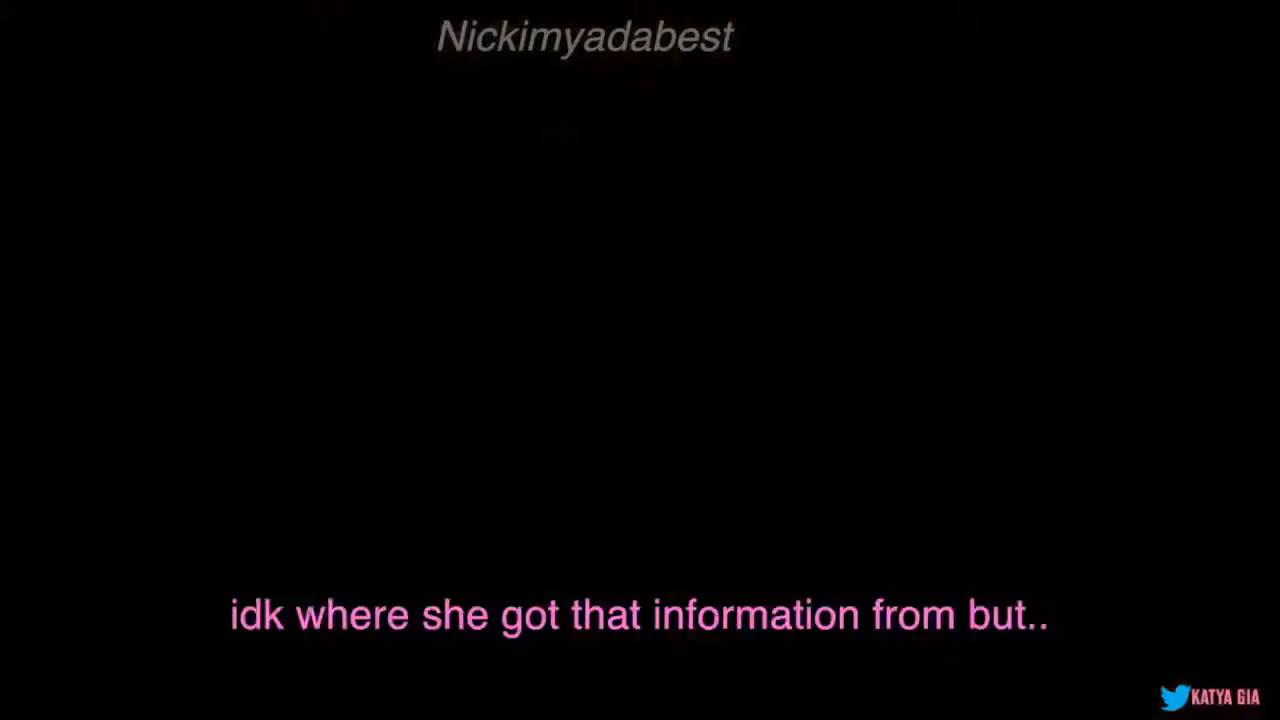 Nickimyadabest
idk where she got that information from but..
KATYA GIA